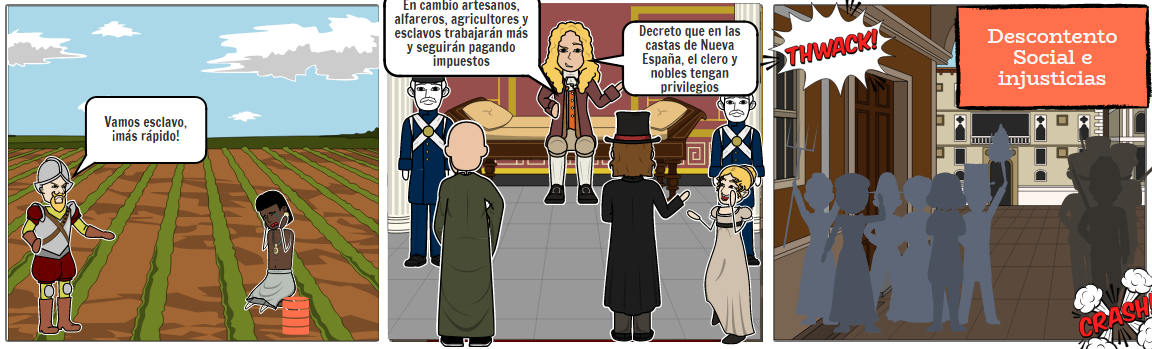 Vamos esclavo,
¡más rápido!
En cambio artesanos,
alfareros, agricultores y
esclavos trabajarán más
y seguirán pagando
impuestos
Decreto que en las
castas de Nueva
España, el clero y
nobles tengan
privilegios
THWACK!
Descontento
Social e
injusticias
CRASH!